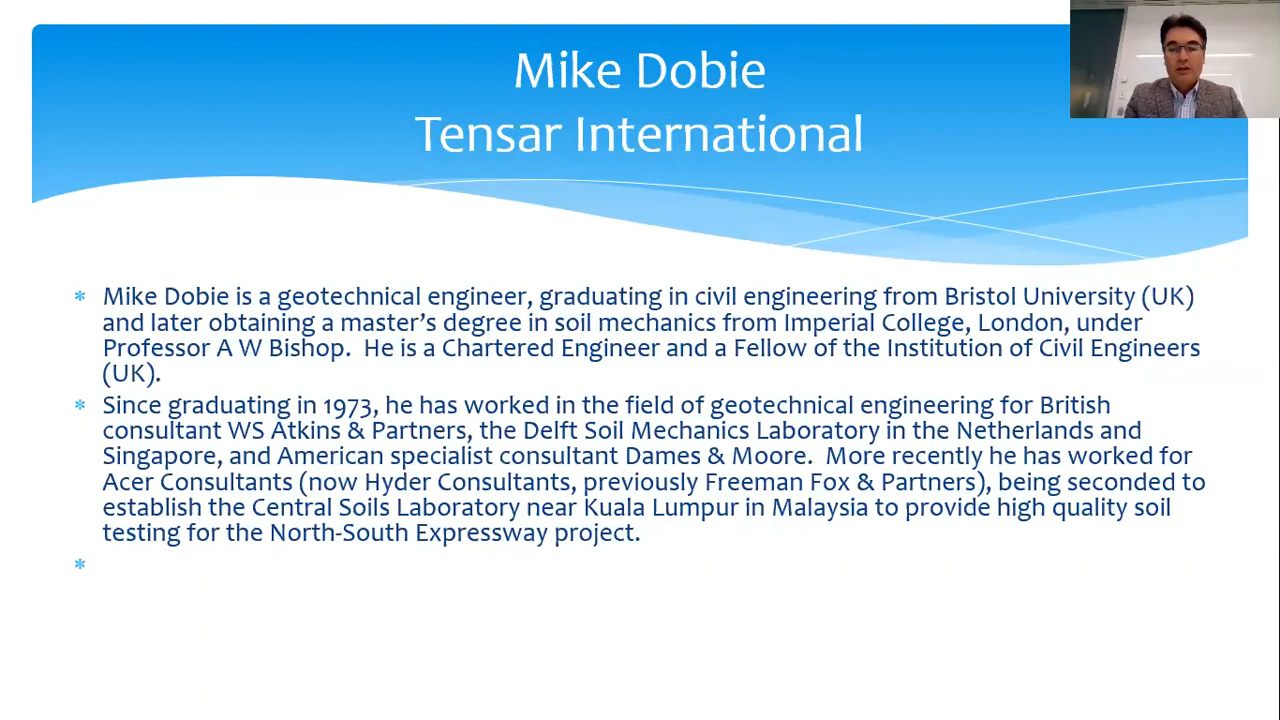 Mike Dobie
Tensar International
* Mike Dobie is a geotechnical engineer, graduating in civil engineering from Bristol University (UK)
and later obtaining a master's degree in soil mechanics from Imperial College, London, under
Professor A W Bishop.  He is a Chartered Engineer and a Fellow of the Institution of Civil Engineers
(UK).
* Since graduating in 1973, he has worked in the field of geotechnical engineering for British
consultant WS Atkins & Partners, the Delft Soil Mechanics Laboratory in the Netherlands and
Singapore, and American specialist consultant Dames & Moore.  More recently he has worked for
Acer Consultants (now Hyder Consultants, previously Freeman Fox & Partners), being seconded to
establish the Central Soils Laboratory near Kuala Lumpur in Malaysia to provide high quality soil
testing for the North-South Expressway project.
*